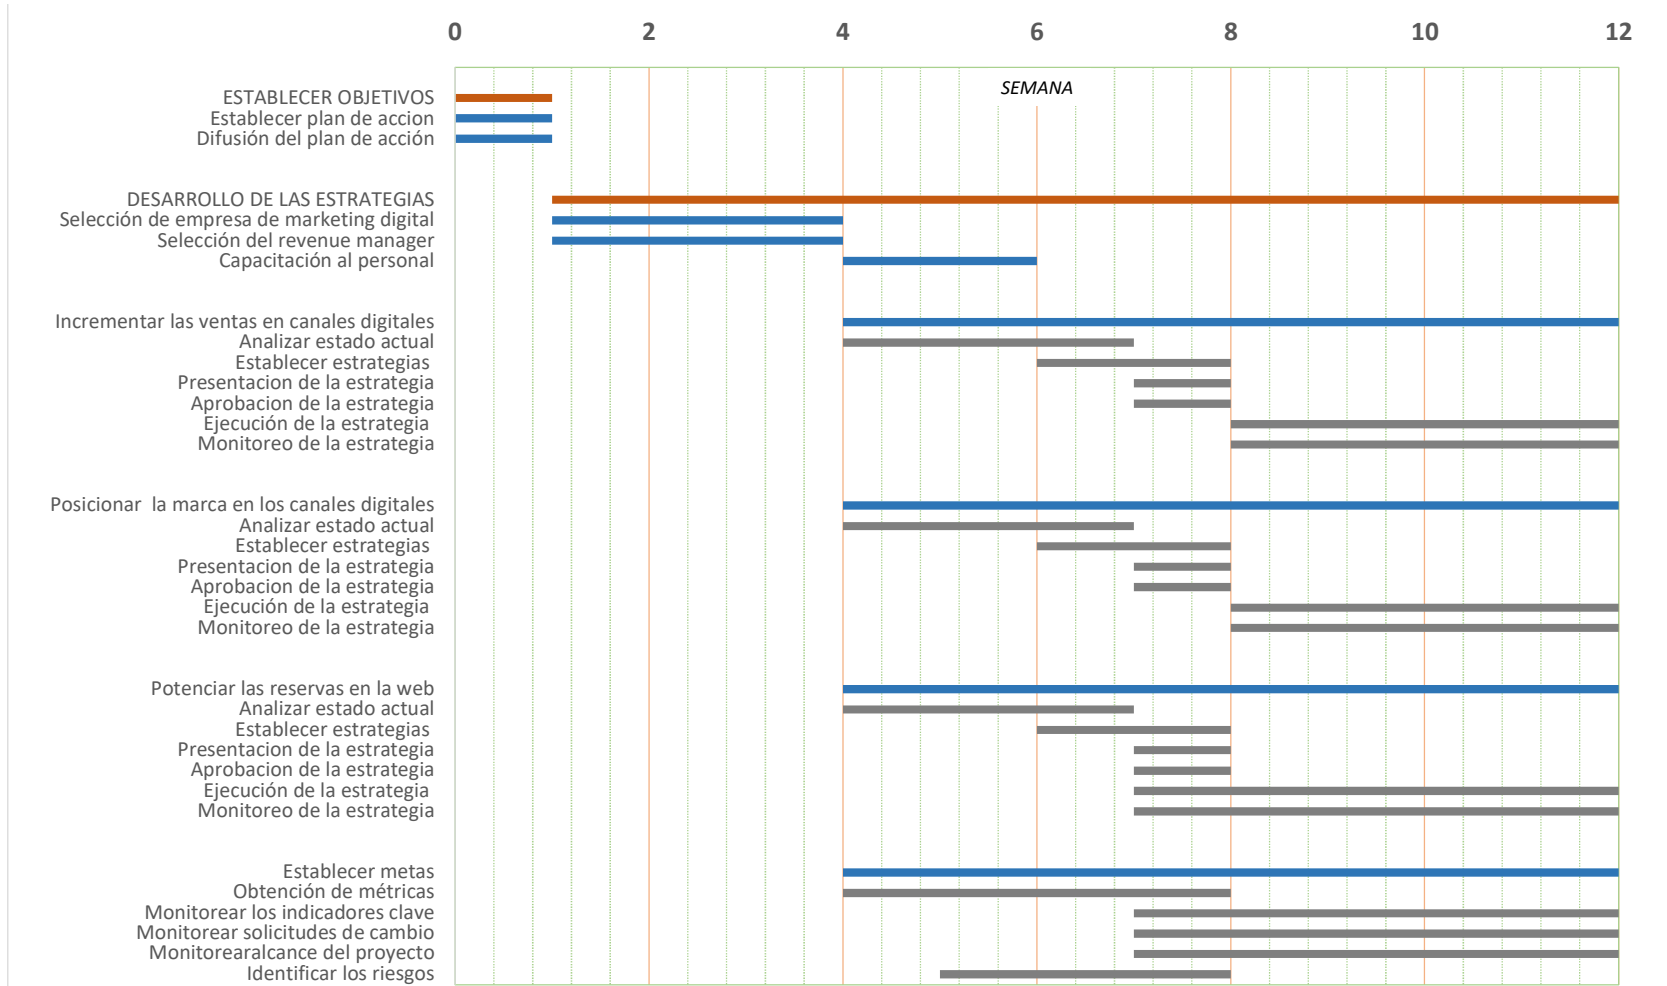 0 2 4 6 8 10 12
SEMANA
ESTABLECER OBJETIVOS
Establecer plan de accion
Difusión del plan de acción
DESARROLLO DE LAS ESTRATEGIAS
Selección de empresa de marketing digital
Selección del revenue manager
Capacitación al personal
Incrementar las ventas en canales digitales
Analizar estado actual
Establecer estrategias
Presentacion de la estrategia
Aprobacion de la estrategia
Ejecución de la estrategia
Monitoreo de la estrategia
Posicionar  la marca en los canales digitales
Analizar estado actual
Establecer estrategias
Presentacion de la estrategia
Aprobacion de la estrategia
Ejecución de la estrategia
Monitoreo de la estrategia
Potenciar las reservas en la web
Analizar estado actual
Establecer estrategias
Presentacion de la estrategia
Aprobacion de la estrategia
Ejecución de la estrategia
Monitoreo de la estrategia
Establecer metas
Obtención de métricas
Monitorear los indicadores clave
Monitorear solicitudes de cambio
Monitorearalcance del proyecto
Identificar los riesgos